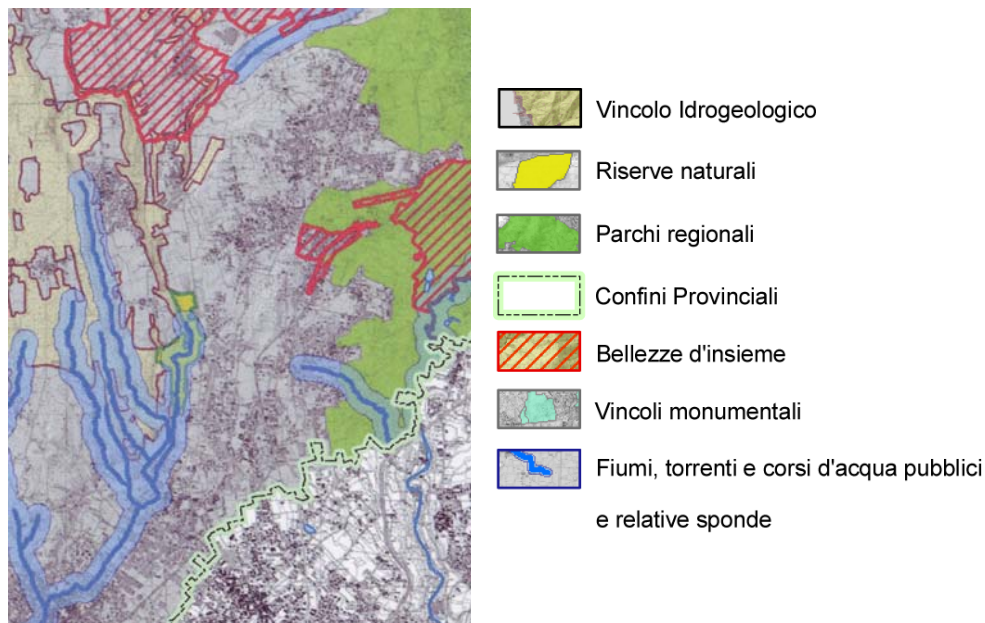 Vincolo Idrogeologico
Riserve naturali
Parchi regionali
Confini Provinciali
Bellezze d'insieme
Vincoli monumentali
Fiumi, torrenti e corsi d'acqua pubblici
e relative sponde